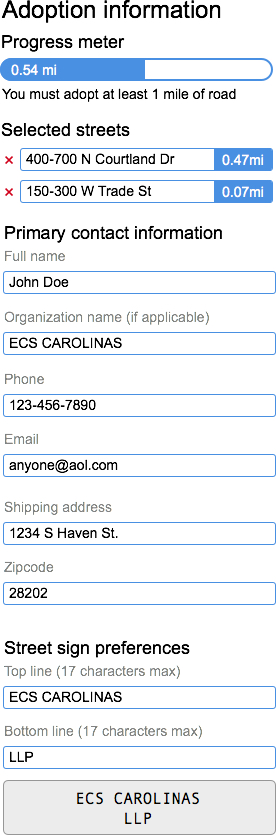 Adoption information
Progress meter
0.54 mi
You must adopt at least 1 mile of road
Selected streets
× 400-700 N Courtland Dr 0.47mi
× 150-300 W Trade St 0.07mi
Primary contact information
Full name
John Doe
Organization name (if applicable)
ECS CAROLINAS
Phone
123-456-7890
Email
anyone@aol.com
Shipping address
1234 S Haven St.
Zipcode
28202
Street sign preferences
Top line (17 characters max)
ECS CAROLINAS
Bottom line (17 characters max)
LLP
ECS CAROLINAS
LLP